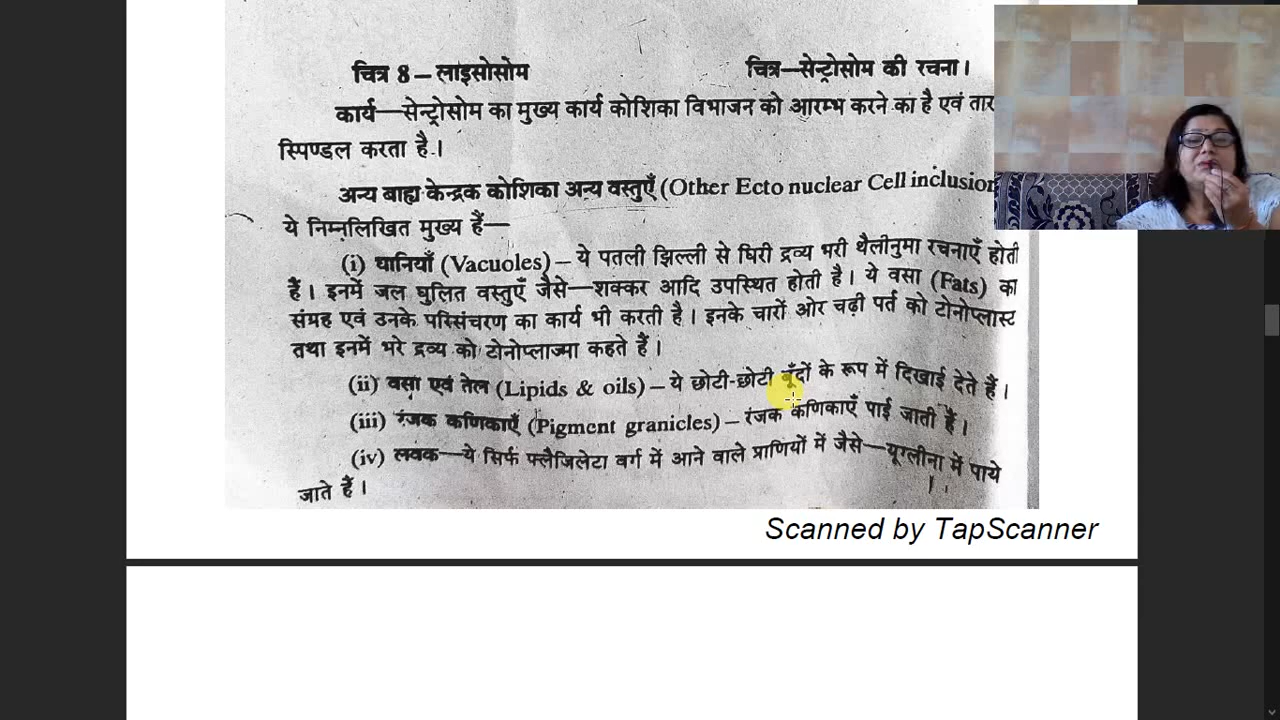 चित्र 8 – लाइसोसोम
चित्र—सेन्ट्रोसोम की रचना।
कार्य—सेन्ट्रोसोम का मुख्य कार्य कोशिका विभाजन को आरम्भ करने का है एवं तार
स्पिण्डल करता है।
अन्य बाह्य केन्द्रक कोशिका अन्य वस्तुएँ (Other Ecto nuclear Cell inclusion
ये निम्नलिखित मुख्य हैं—
(i) धानियाँ (Vacuoles) – ये पतली झिल्ली से घिरी द्रव्य भरी थैलीनुमा रचनाएँ होती
हैं। इनमें जल घुलित वस्तुएँ जैसे—शक्कर आदि उपस्थित होती है। ये वसा (Fats) का
संग्रह एवं उनके परिसंचरण का कार्य भी करती है। इनके चारों ओर चढ़ी पर्त को टोनोप्लास्ट
तथा इनमें भरे द्रव्य को टोनोप्लाज्मा कहते हैं।
(ii) वसा एवं तेल (Lipids & oils) – ये छोटी-छोटी बूँदों के रूप में दिखाई देते हैं।
(iii) रंजक कणिकाएँ (Pigment granicles) – रंजक कणिकाएँ पाई जाती हैं।
(iv) लवक—ये सिर्फ फ्लैजिलेटा वर्ग में आने वाले प्राणियों में जैसे—यूग्लीना में पाये
जाते हैं।
Scanned by TapScanner